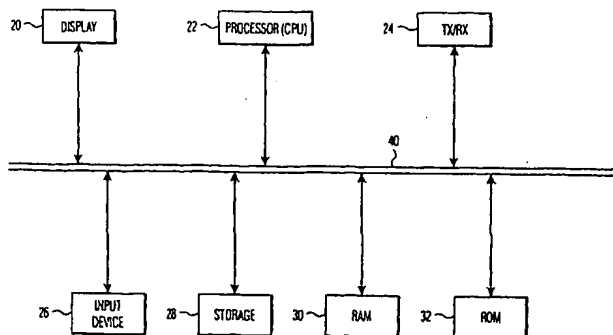 20 DISPLAY
22 PROCESSOR (CPU)
24 TX/RX
40
26 INPUT DEVICE
28 STORAGE
30 RAM
32 ROM